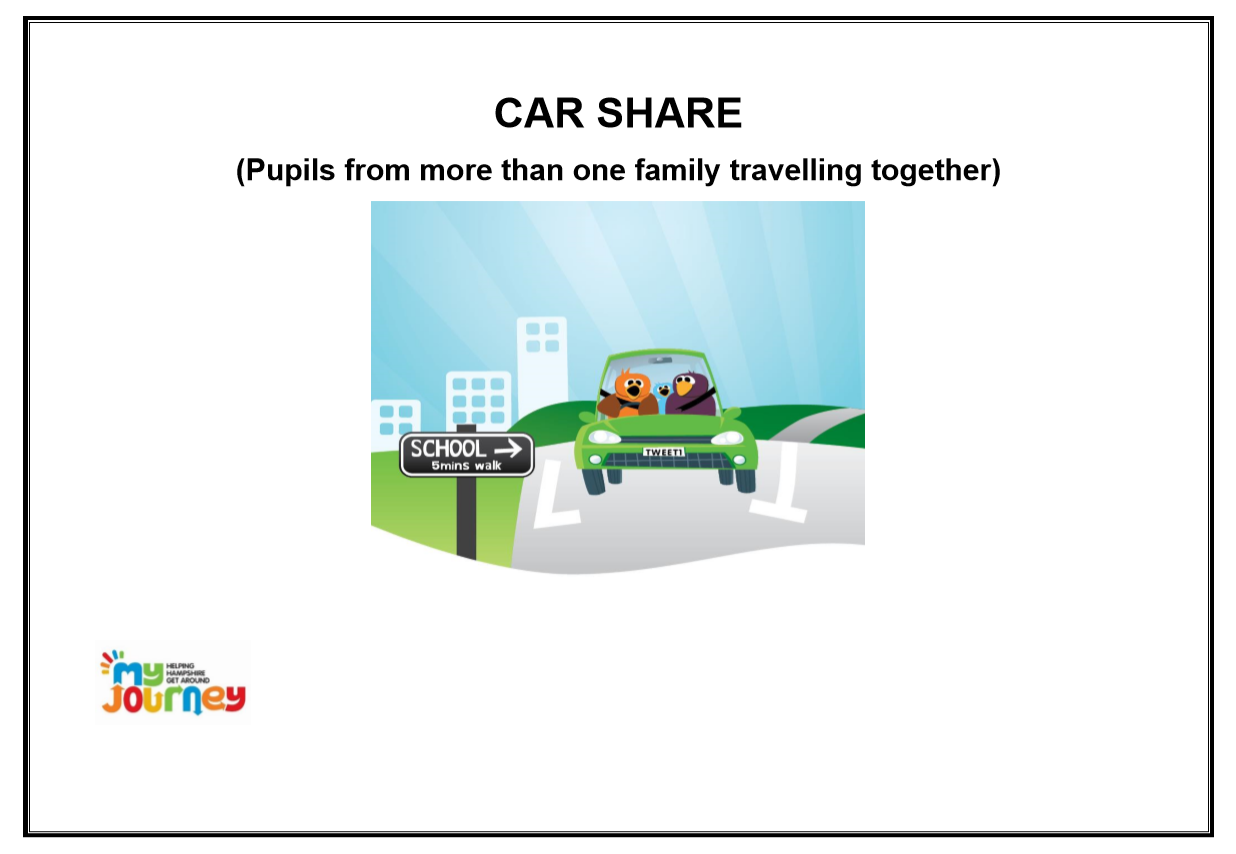 CAR SHARE
(Pupils from more than one family travelling together)
SCHOOL
5mins walk
TWEET1
my
HELPING
HAMPSHIRE
GET AROUND
JOURNEY